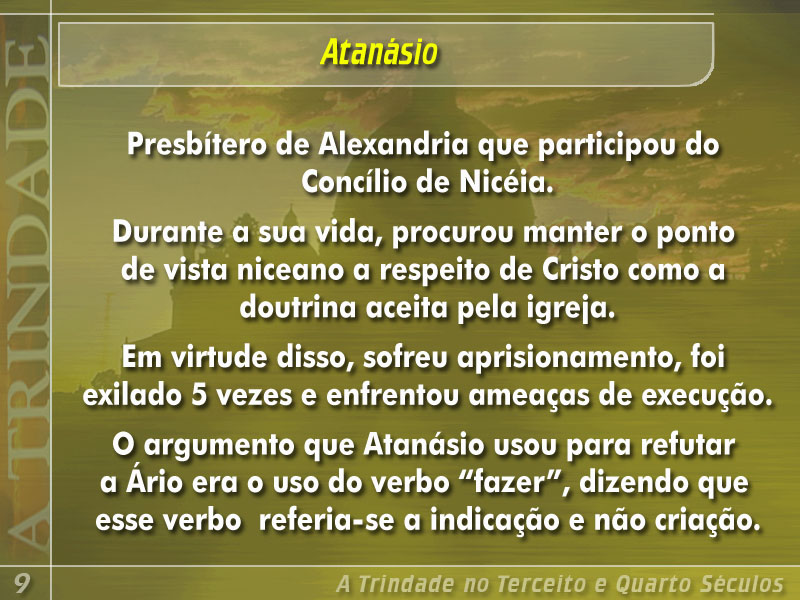 A TRINDADE
Atanásio
Presbítero de Alexandria que participou do
Concílio de Nicéia.
Durante a sua vida, procurou manter o ponto
de vista niceano a respeito de Cristo como a
doutrina aceita pela igreja.
Em virtude disso, sofreu aprisionamento, foi
exilado 5 vezes e enfrentou ameaças de execução.
O argumento que Atanásio usou para refutar
a Ário era o uso do verbo “fazer”, dizendo que
esse verbo referia-se a indicação e não criação.
9
A Trindade no Terceito e Quarto Séculos